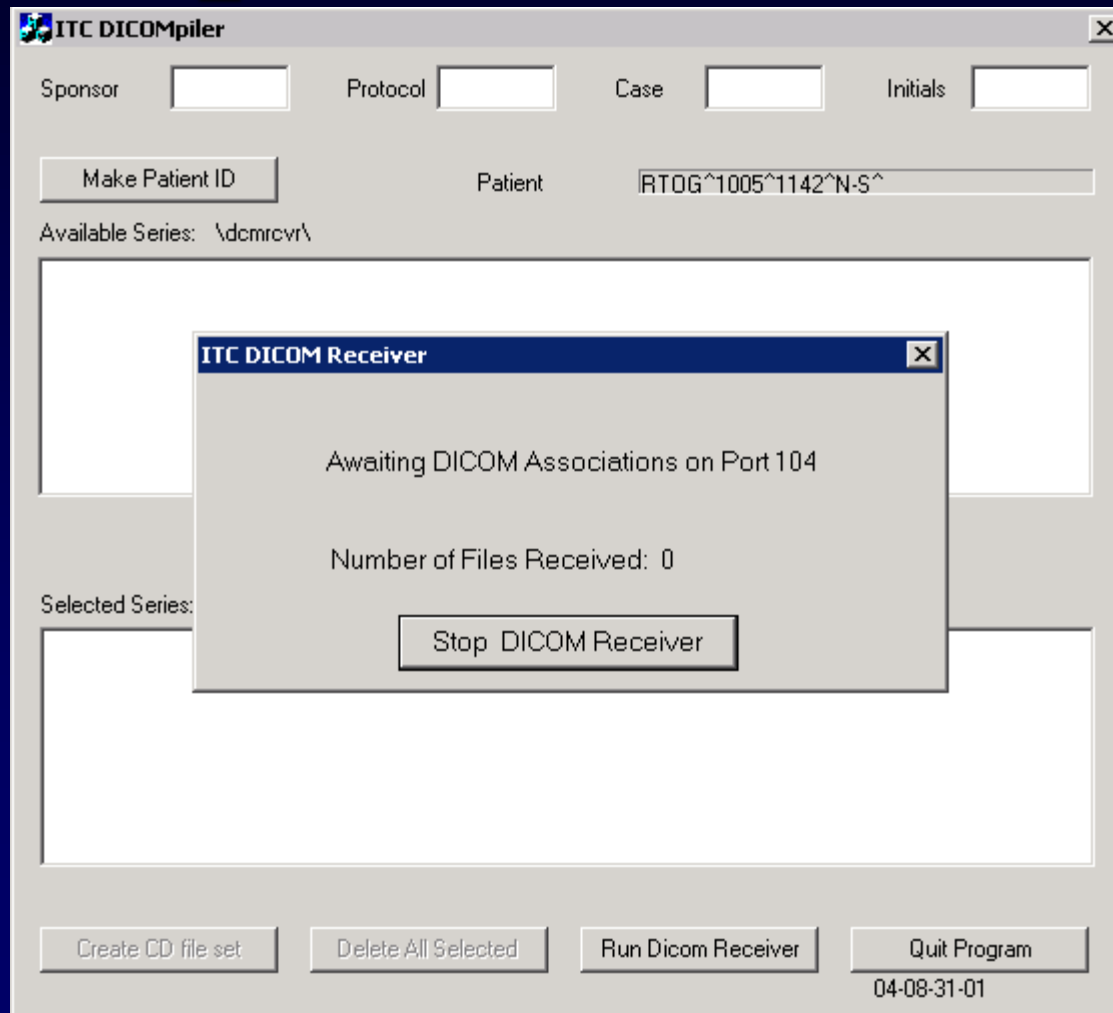 ITC DICOMpiler
Sponsor Protocol Case Initials
Make Patient ID Patient RTOG^1005^1142^N-S^
Available Series: \dcmrcvr\
ITC DICOM Receiver
Awaiting DICOM Associations on Port 104
Number of Files Received: 0
Selected Series:
Stop DICOM Receiver
Create CD file set Delete All Selected Run Dicom Receiver Quit Program
04-08-31-01